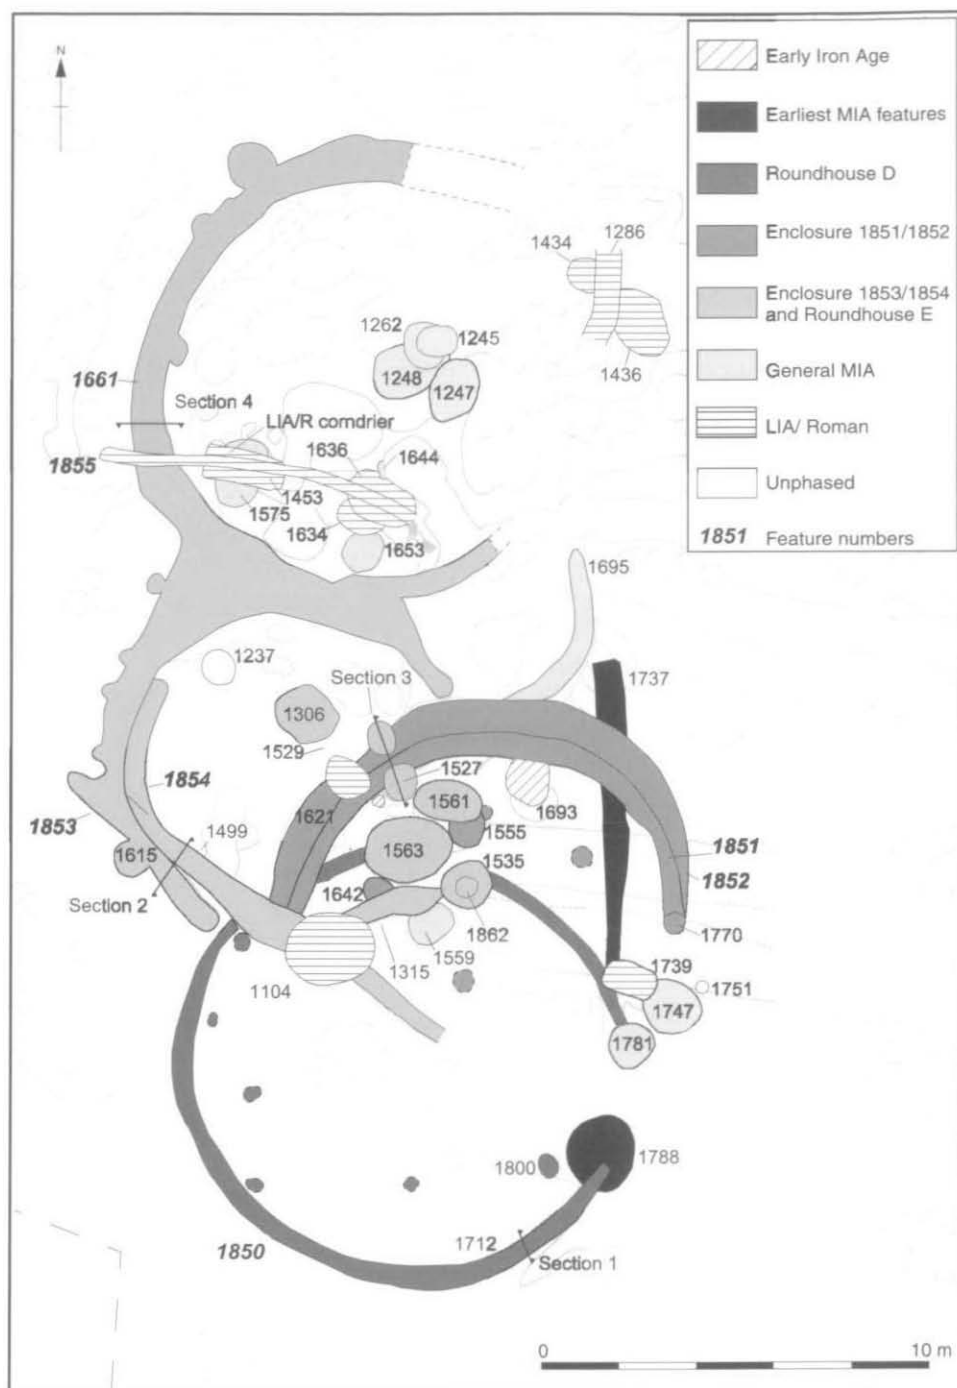 N
Early Iron Age
Earliest MIA features
Roundhouse D
Enclosure 1851/1852
Enclosure 1853/1854
and Roundhouse E
General MIA
LIA/ Roman
Unphased
1851 Feature numbers
1286
1434
1436
1262
1245
1248
1247
1661
Section 4
LIA/R corndrier
1636
1644
1855
1453
1575
1634
1653
1695
1237
Section 3
1737
1306
1529
1527
1854
1561
1693
1853
1621
1555
1851
1499
1563
1535
1852
1615
1642
Section 2
1862
1770
1559
1739
1315
1751
1104
1747
1781
1800
1788
1712
1850
Section 1
0
10 m